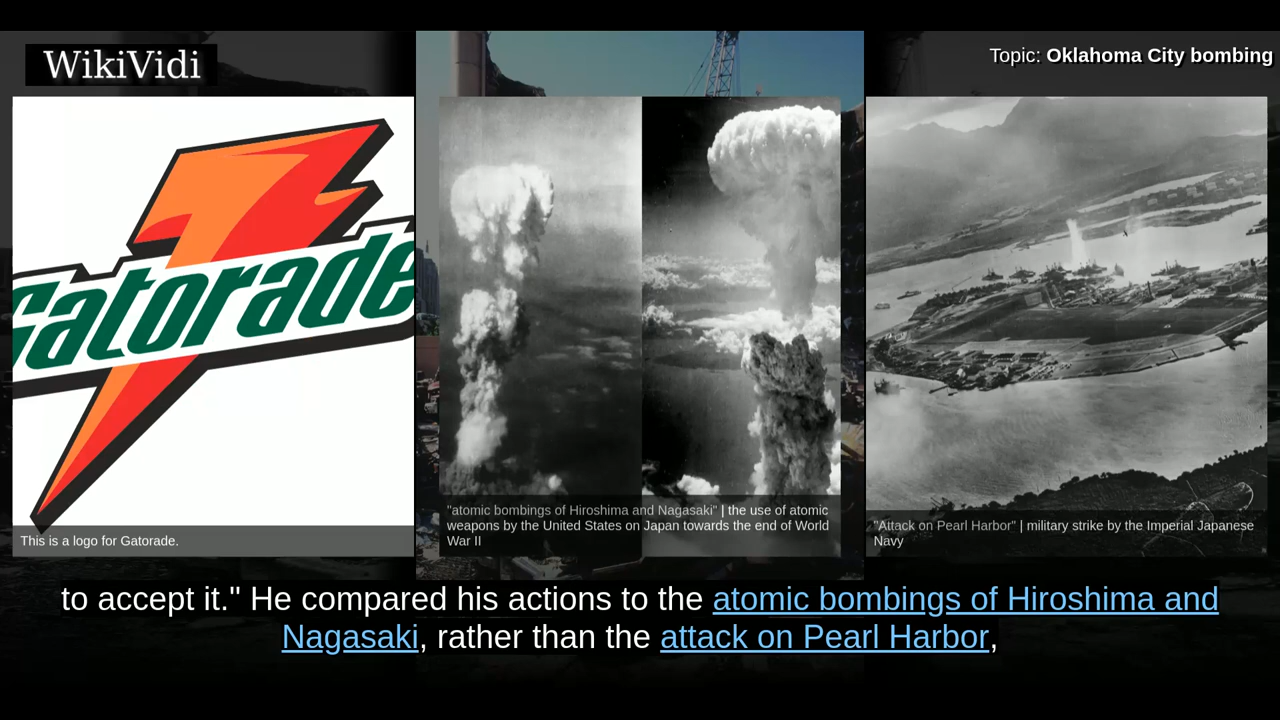 WikiVidi
Topic: Oklahoma City bombing
Gatorade
This is a logo for Gatorade.
"atomic bombings of Hiroshima and Nagasaki" | the use of atomic
weapons by the United States on Japan towards the end of World
War II
"Attack on Pearl Harbor" | military strike by the Imperial Japanese
Navy
to accept it." He compared his actions to the atomic bombings of Hiroshima and
Nagasaki, rather than the attack on Pearl Harbor,